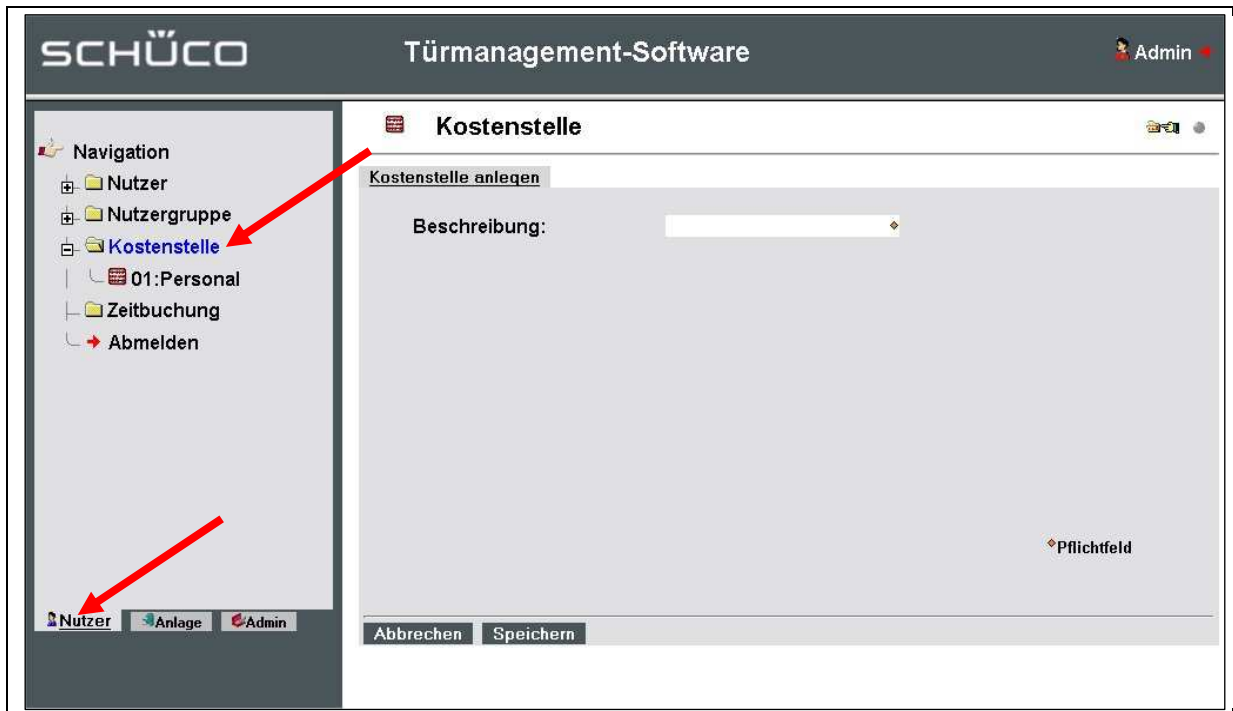 SCHÜCO
Türmanagement-Software
Admin
Navigation
Nutzer
Nutzergruppe
Kostenstelle
01:Personal
Zeitbuchung
Abmelden
Nutzer Anlage Admin
Kostenstelle
Kostenstelle anlegen
Beschreibung:
Pflichtfeld
Abbrechen Speichern